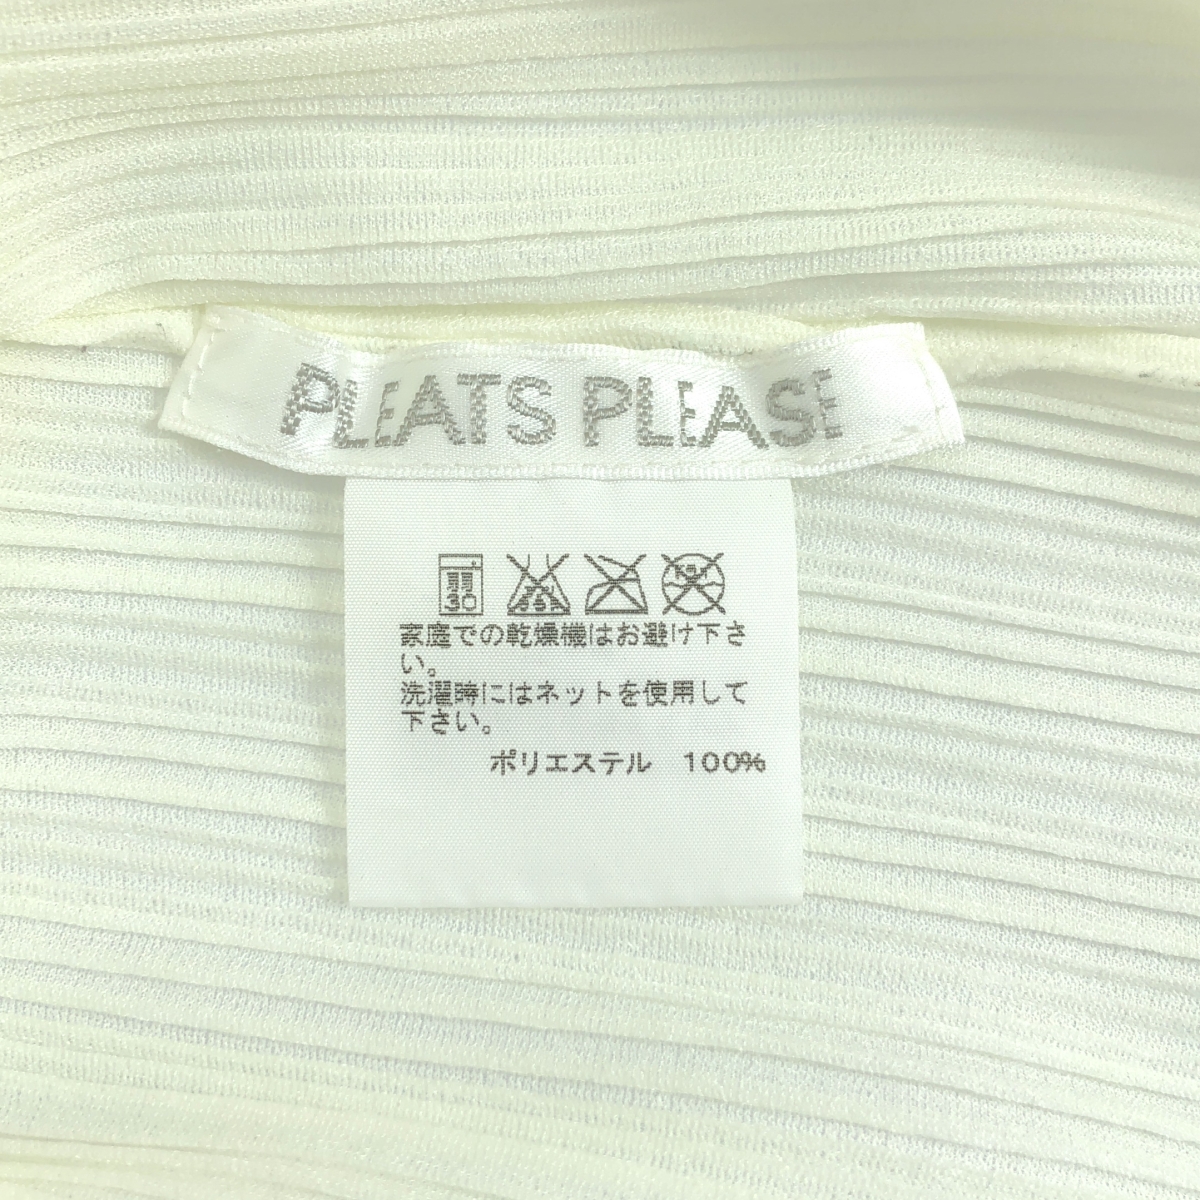 PLEATS PLEASE
弱
30
家庭での乾燥機はお避け下さ
い。
洗濯時にはネットを使用して
下さい。
ポリエステル 100%